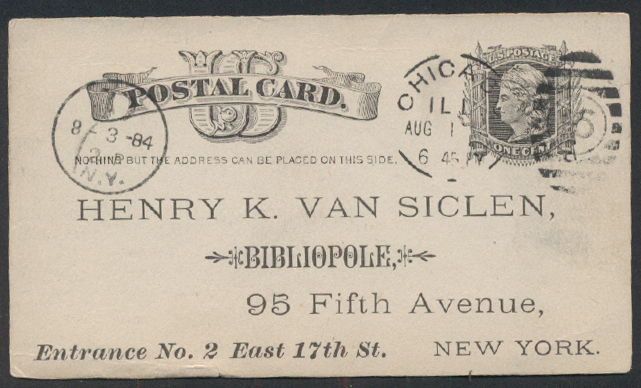 U.S. POSTAGE
US
POSTAL CARD.
CHICAGO
ILL
AUG 1
6 45 P
ONE CENT
8-3-84
N.Y.
NOTHING BUT THE ADDRESS CAN BE PLACED ON THIS SIDE.
HENRY K. VAN SICLEN,
BIBLIOPOLE,
95 Fifth Avenue,
Entrance No. 2 East 17th St. NEW YORK.